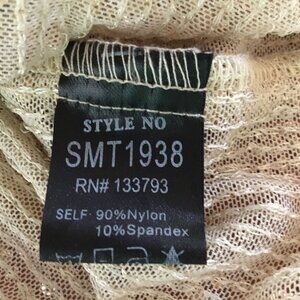 STYLE NO
SMT1938
RN# 133793
SELF: 90%Nylon
10%Spandex